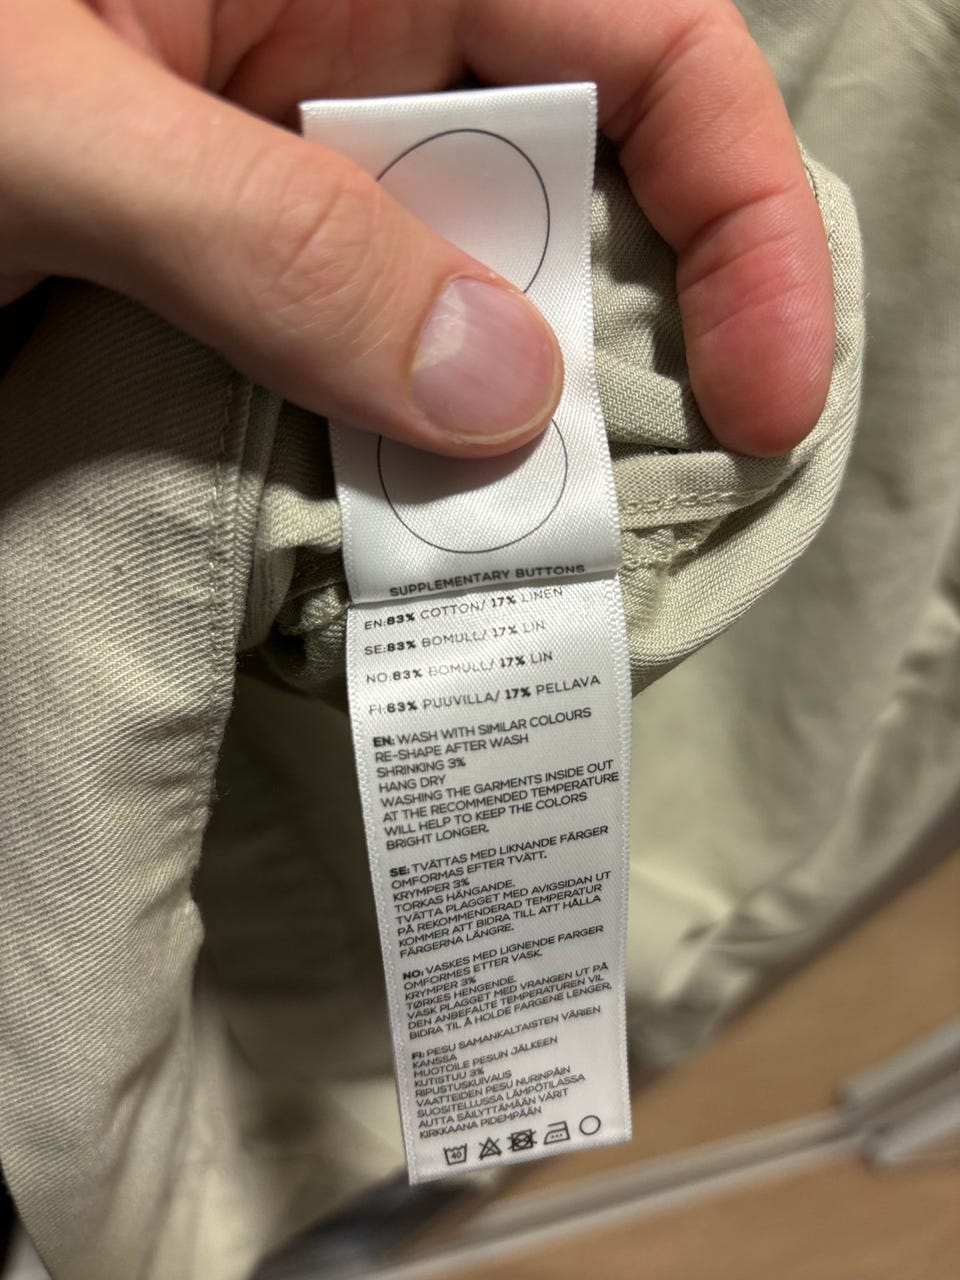 SUPPLEMENTARY BUTTONS
EN:83% COTTON/ 17% LINEN
SE:83% BOMULL/ 17% LIN
NO:83% BOMULL/ 17% LIN
FI:83% PUUVILLA/ 17% PELLAVA
EN: WASH WITH SIMILAR COLOURS
RE-SHAPE AFTER WASH
SHRINKING 3%
HANG DRY
WASHING THE GARMENTS INSIDE OUT
AT THE RECOMMENDED TEMPERATURE
WILL HELP TO KEEP THE COLORS
BRIGHT LONGER.
SE: TVÄTTAS MED LIKNANDE FÄRGER
OMFORMAS EFTER TVÄTT.
KRYMPER 3%
TORKAS HÄNGANDE.
TVÄTTA PLAGGET MED AVIGSIDAN UT
PÅ REKOMMENDERAD TEMPERATUR
KOMMER ATT BIDRA TILL ATT HÅLLA
FÄRGERNA LÄNGRE.
NO: VASKES MED LIGNENDE FARGER
OMFORMES ETTER VASK.
KRYMPER 3%
TØRKES HENGENDE.
VASK PLAGGET MED VRANGEN UT PÅ
DEN ANBEFALTE TEMPERATUREN VIL
BIDRA TIL Å HOLDE FARGENE LENGER.
FI: PESU SAMANKALTAISTEN VÄRIEN
KANSSA
MUOTOILE PESUN JÄLKEEN
KUTISTUU 3%
RIPUSTUSKUIVAUS
VAATTEIDEN PESU NURINPÄIN
SUOSITELLUSSA LÄMPÖTILASSA
AUTTA SÄILYTTÄMÄÄN VÄRIT
KIRKKAANA PIDEMPÄÄN
40